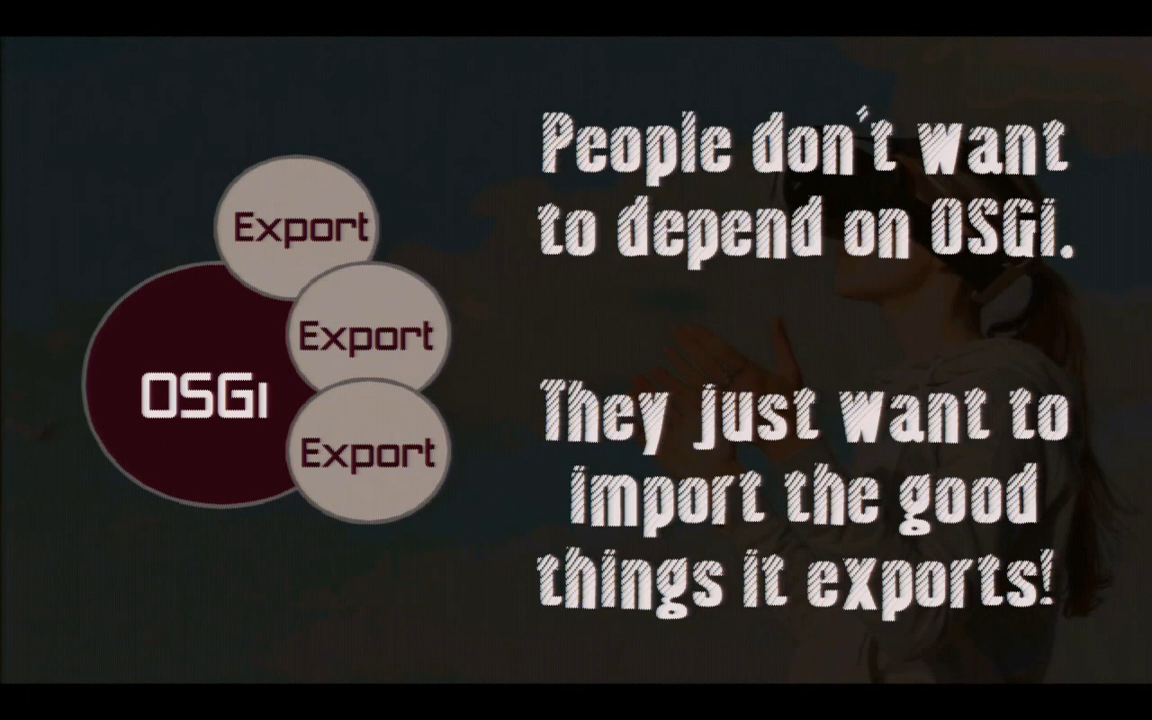 Export
Export
OSGi
Export
People don't want
to depend on OSGi.
They just want to
import the good
things it exports!